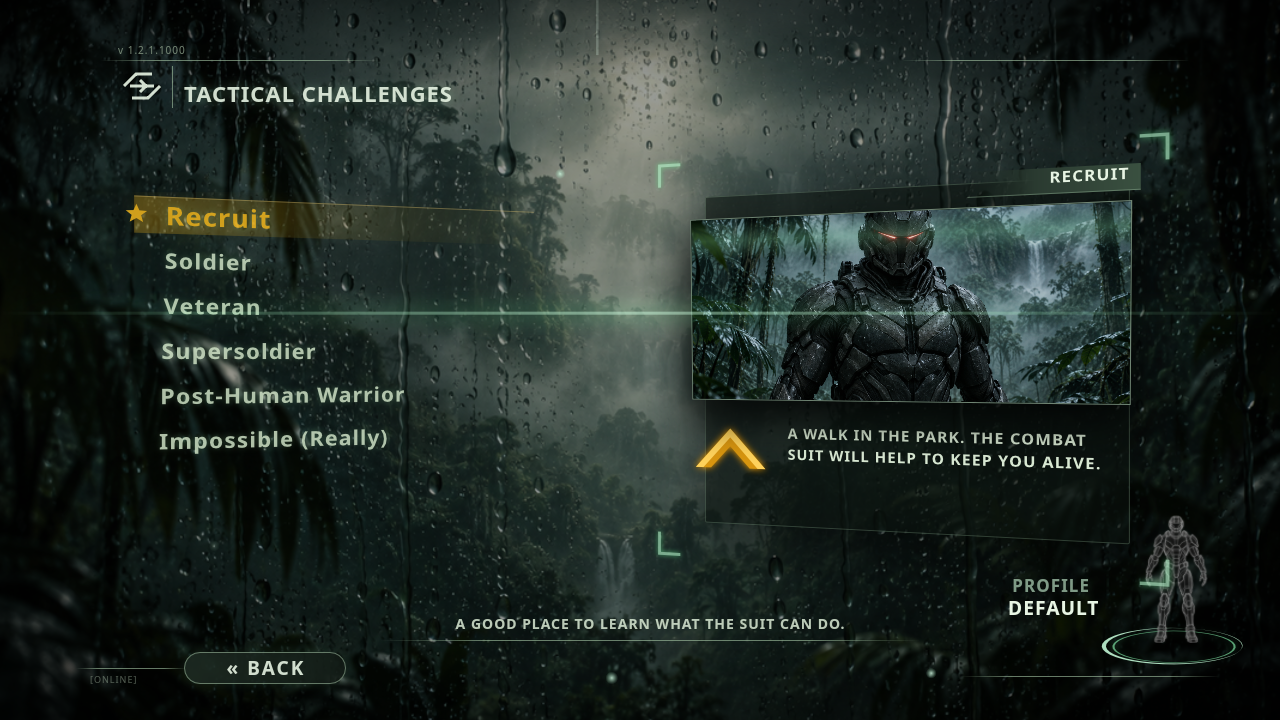 v 1.2.1.1000
TACTICAL CHALLENGES
Recruit
Soldier
Veteran
Supersoldier
Post-Human Warrior
Impossible (Really)
RECRUIT
A WALK IN THE PARK. THE COMBAT
SUIT WILL HELP TO KEEP YOU ALIVE.
PROFILE
DEFAULT
A GOOD PLACE TO LEARN WHAT THE SUIT CAN DO.
« BACK
[ONLINE]